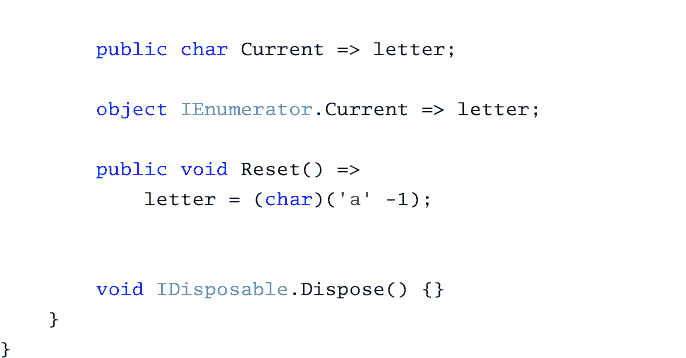 public char Current => letter;
object IEnumerator.Current => letter;
public void Reset() =>
letter = (char)('a' -1);
void IDisposable.Dispose() {}
}
}